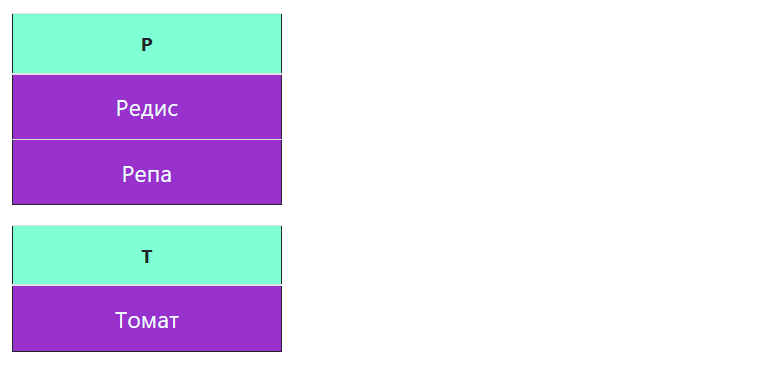 Р
Редис
Репа
Т
Томат